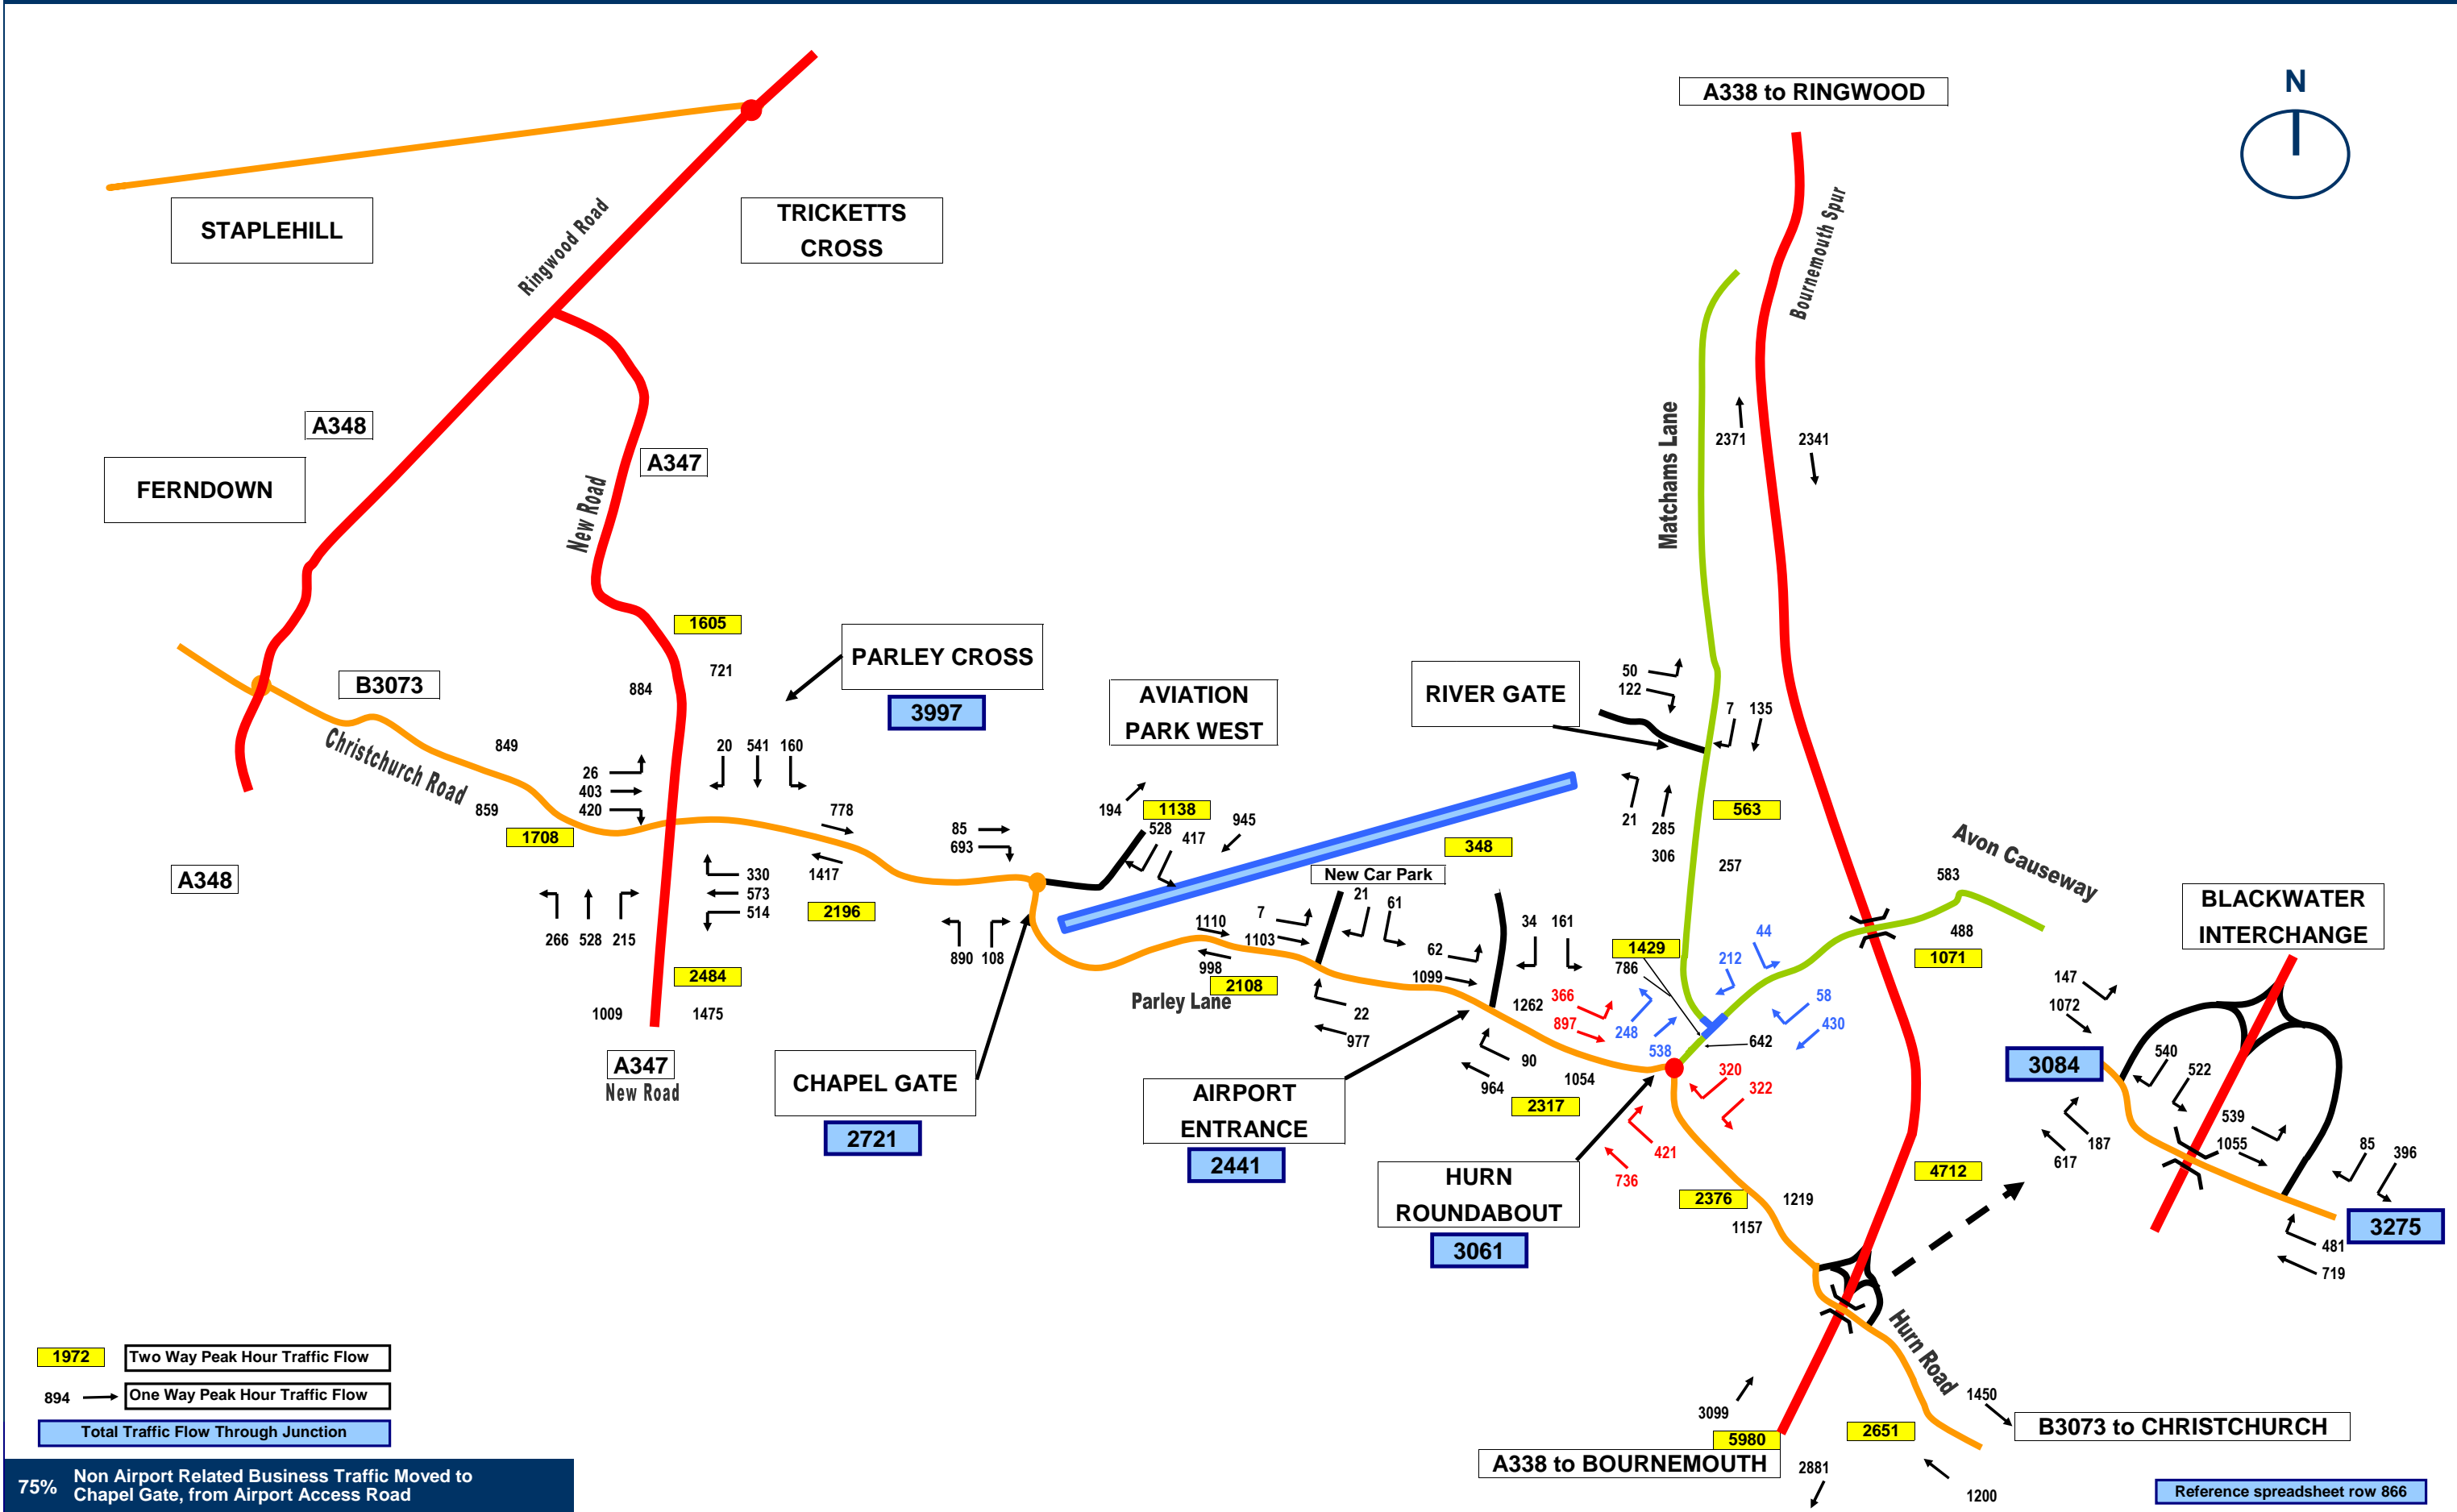 A338 to RINGWOOD
N
STAPLEHILL
TRICKETTS
CROSS
Ringwood Road
Bournemouth Spur
A348
A347
2371
2341
Matchams Lane
FERNDOWN
New Road
1605
PARLEY CROSS
3997
721
884
B3073
AVIATION
PARK WEST
RIVER GATE
50
122
7
135
Christchurch Road
849
859
1708
26
403
420
20
541
160
778
1417
85
693
194
1138
528
417
945
348
21
285
563
306
257
Avon Causeway
583
488
1071
A348
330
573
514
2196
266
528
215
890
108
New Car Park
1110
1103
998
2108
7
21
61
62
1099
34
161
1429
786
212
44
58
430
BLACKWATER
INTERCHANGE
2484
1009
1475
A347
New Road
Parley Lane
22
977
1262
366
897
248
538
642
90
964
1054
2317
320
322
421
736
147
1072
3084
540
522
539
1055
187
617
85
396
3275
481
719
CHAPEL GATE
2721
AIRPORT
ENTRANCE
2441
HURN
ROUNDABOUT
3061
4712
2376
1219
1157
Hurn Road
1972
Two Way Peak Hour Traffic Flow
894
One Way Peak Hour Traffic Flow
Total Traffic Flow Through Junction
3099
5980
A338 to BOURNEMOUTH
2881
2651
1450
B3073 to CHRISTCHURCH
1200
75%
Non Airport Related Business Traffic Moved to
Chapel Gate, from Airport Access Road
Reference spreadsheet row 866